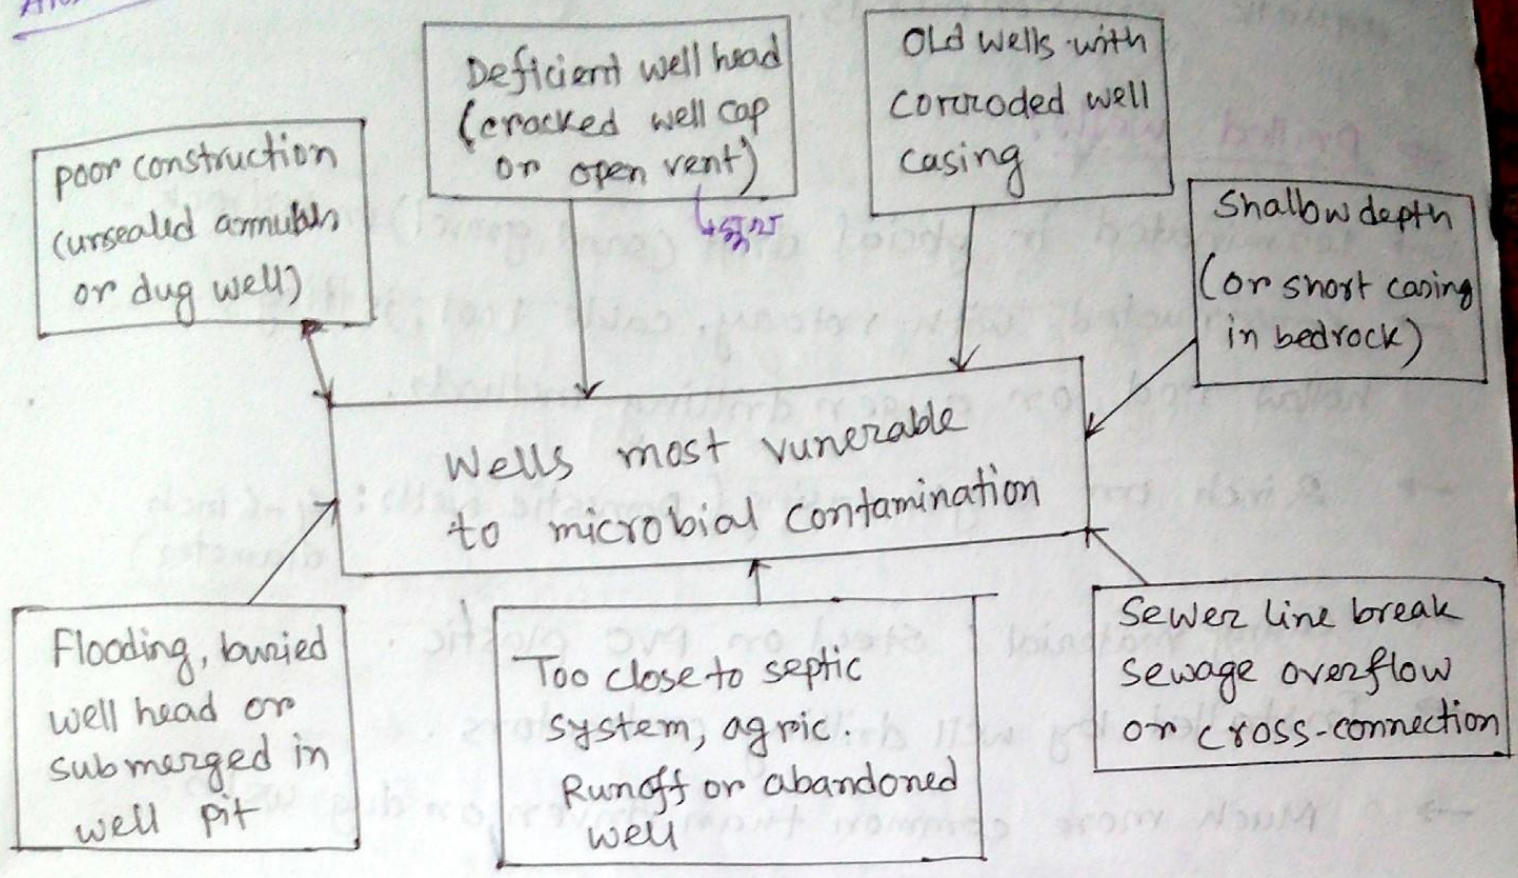 poor construction
(unsealed annulus
or dug well)
Deficient well head
(cracked well cap
or open vent)
Old wells with
corroded well
casing
Shallow depth
(or short casing
in bedrock)
Wells most vunerable
to microbial contamination
Flooding, buried
well head or
submerged in
well pit
Too close to septic
system, agric.
Runoff or abandoned
well
Sewer line break
sewage overflow
or cross-connection